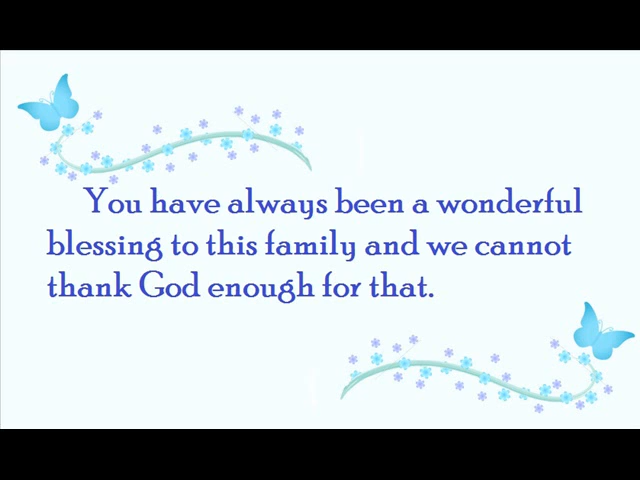 You have always been a wonderful
blessing to this family and we cannot
thank God enough for that.